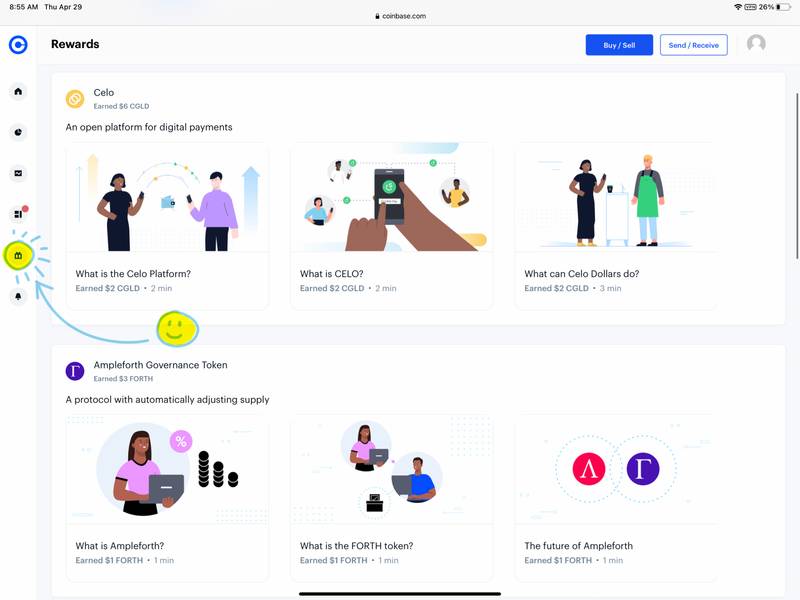 8:55 AM Thu Apr 29
VPN 26%
coinbase.com
Rewards
Buy / Sell
Send / Receive
Celo
Earned $6 CGLD
An open platform for digital payments
What is the Celo Platform?
Earned $2 CGLD • 2 min
What is CELO?
Earned $2 CGLD • 2 min
What can Celo Dollars do?
Earned $2 CGLD • 3 min
Γ
Ampleforth Governance Token
Earned $3 FORTH
A protocol with automatically adjusting supply
%
Λ
Γ
What is Ampleforth?
Earned $1 FORTH • 1 min
What is the FORTH token?
Earned $1 FORTH • 1 min
The future of Ampleforth
Earned $1 FORTH • 1 min